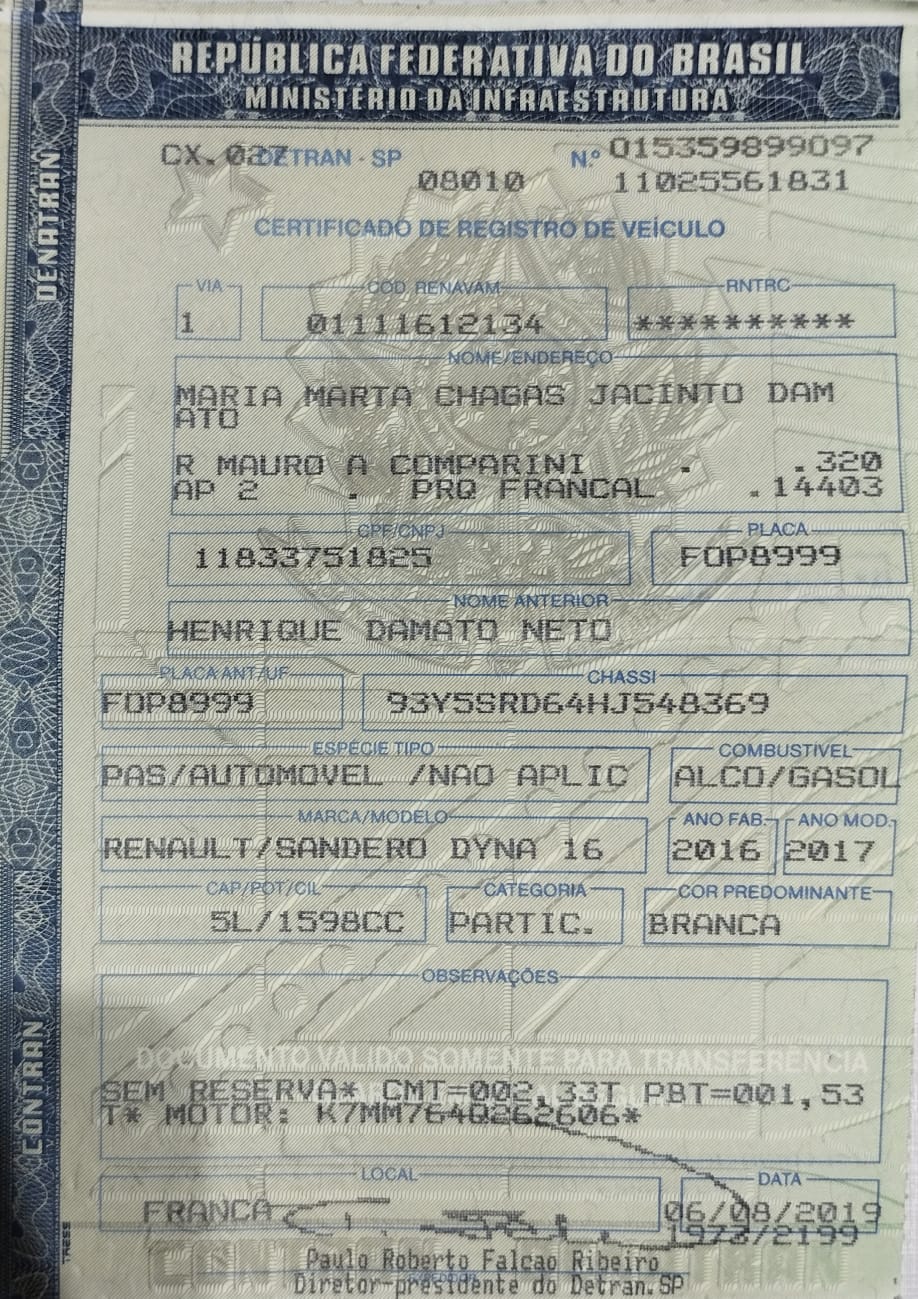 REPÚBLICA FEDERATIVA DO BRASIL
MINISTÉRIO DA INFRAESTRUTURA
DENATRAN
CONTRAN
CX. 027 DETRAN - SP Nº 015359899097
08010 11025561831
CERTIFICADO DE REGISTRO DE VEÍCULO
VIA COD. RENAVAM RNTRC
1 01111612134 **********
NOME/ENDEREÇO
MARIA MARTA CHAGAS JACINTO DAM
ATO
R MAURO A COMPARINI . .320
AP 2 . PRQ FRANCAL .14403
CPF/CNPJ PLACA
11833751825 FOP8999
NOME ANTERIOR
HENRIQUE DAMATO NETO
PLACA ANT/UF CHASSI
FOP8999 93Y5SRD64HJ548369
ESPÉCIE TIPO COMBUSTÍVEL
PAS/AUTOMOVEL /NAO APLIC ALCO/GASOL
MARCA/MODELO ANO FAB. ANO MOD.
RENAULT/SANDERO DYNA 16 2016 2017
CAP/POT/CIL CATEGORIA COR PREDOMINANTE
5L/1598CC PARTIC. BRANCA
OBSERVAÇÕES
DOCUMENTO VÁLIDO SOMENTE PARA TRANSFERÊNCIA
SEM RESERVA* CMT=002,33T PBT=001,53
T* MOTOR: K7MM764Q262606*
LOCAL DATA
FRANCA 06/08/2019
1973/2199
Paulo Roberto Falcao Ribeiro
Diretor-presidente do Detran.SP